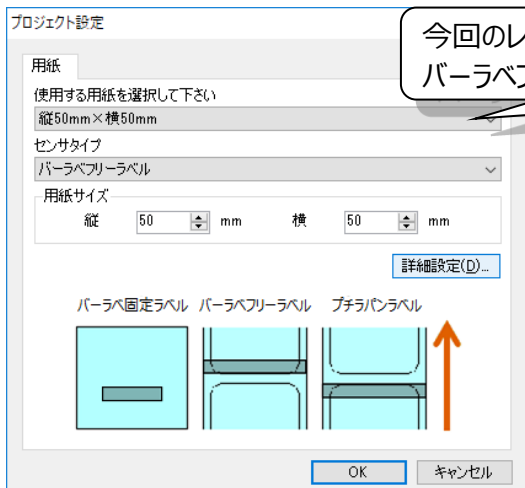 プロジェクト設定
今回のレ
バーラベフ
用紙
使用する用紙を選択して下さい
縦50mm×横50mm
センサタイプ
バーラベフリーラベル
用紙サイズ
縦 50 mm 横 50 mm
詳細設定(D)...
バーラベ固定ラベル バーラベフリーラベル プチラパンラベル
OK キャンセル